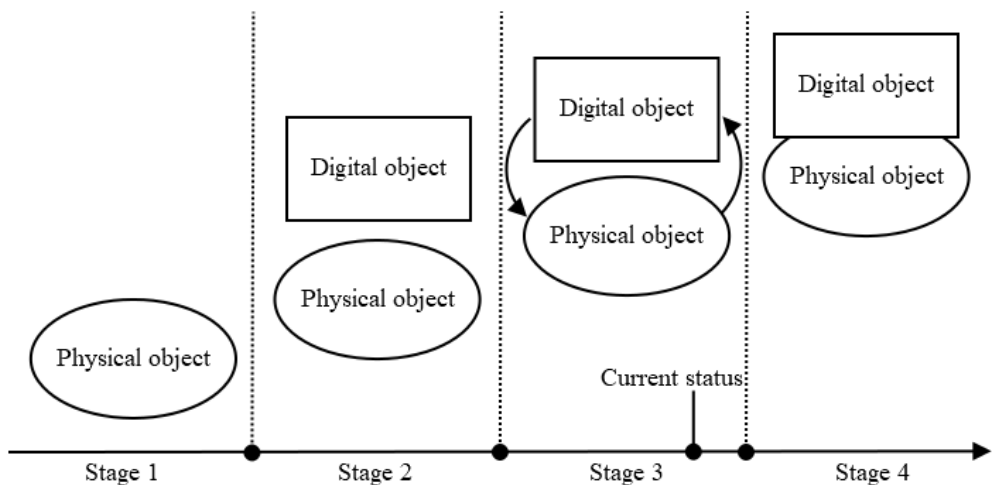 Physical object
Stage 1
Digital object
Physical object
Stage 2
Digital object
Physical object
Current status
Stage 3
Digital object
Physical object
Stage 4